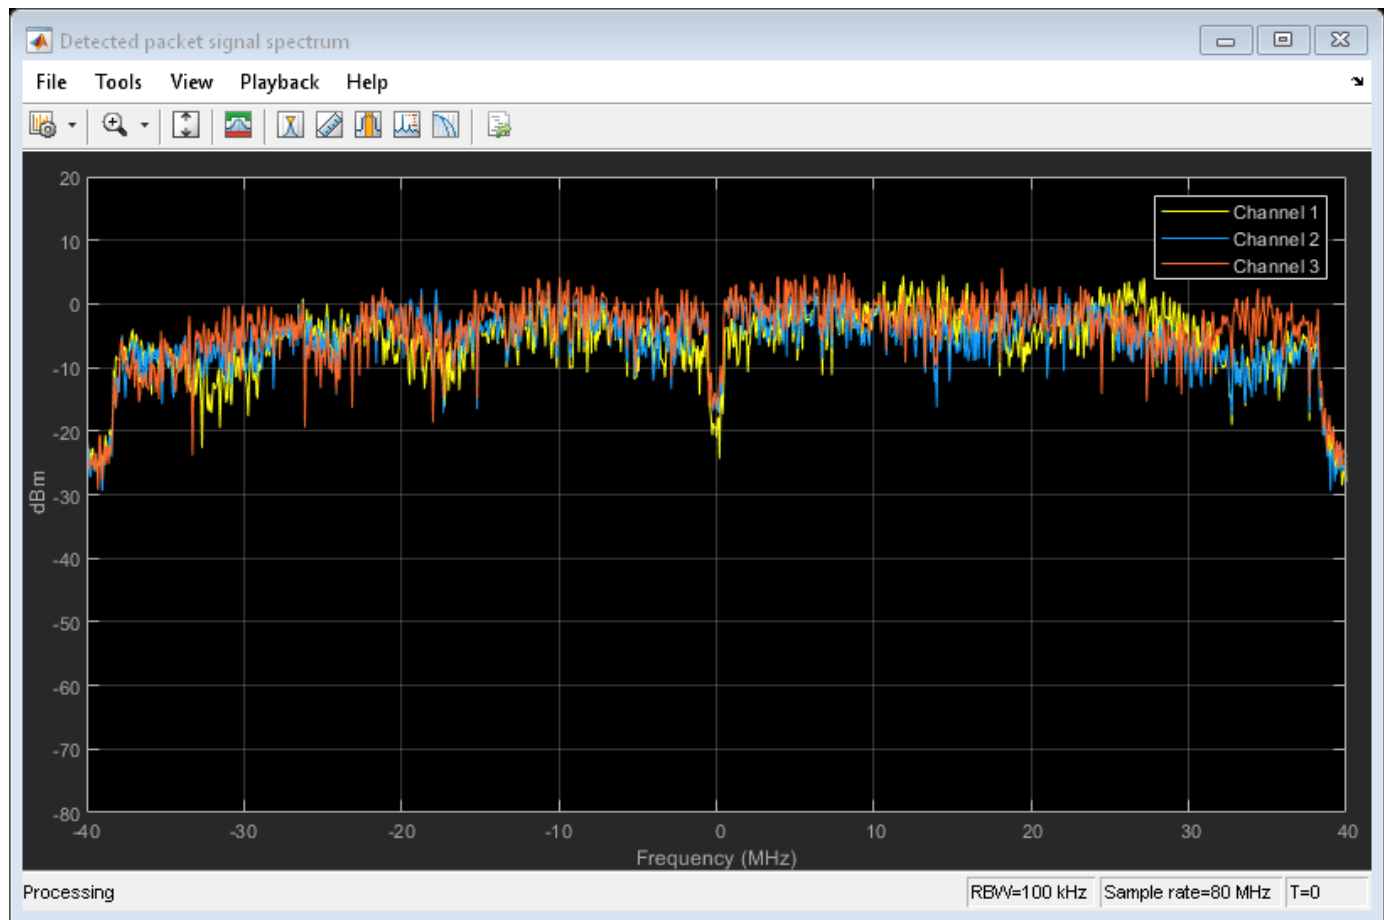 Detected packet signal spectrum
File Tools View Playback Help
20
10
0
-10
-20
-30
-40
-50
-60
-70
-80
dBm
Channel 1
Channel 2
Channel 3
-40 -30 -20 -10 0 10 20 30 40
Frequency (MHz)
Processing RBW=100 kHz Sample rate=80 MHz T=0